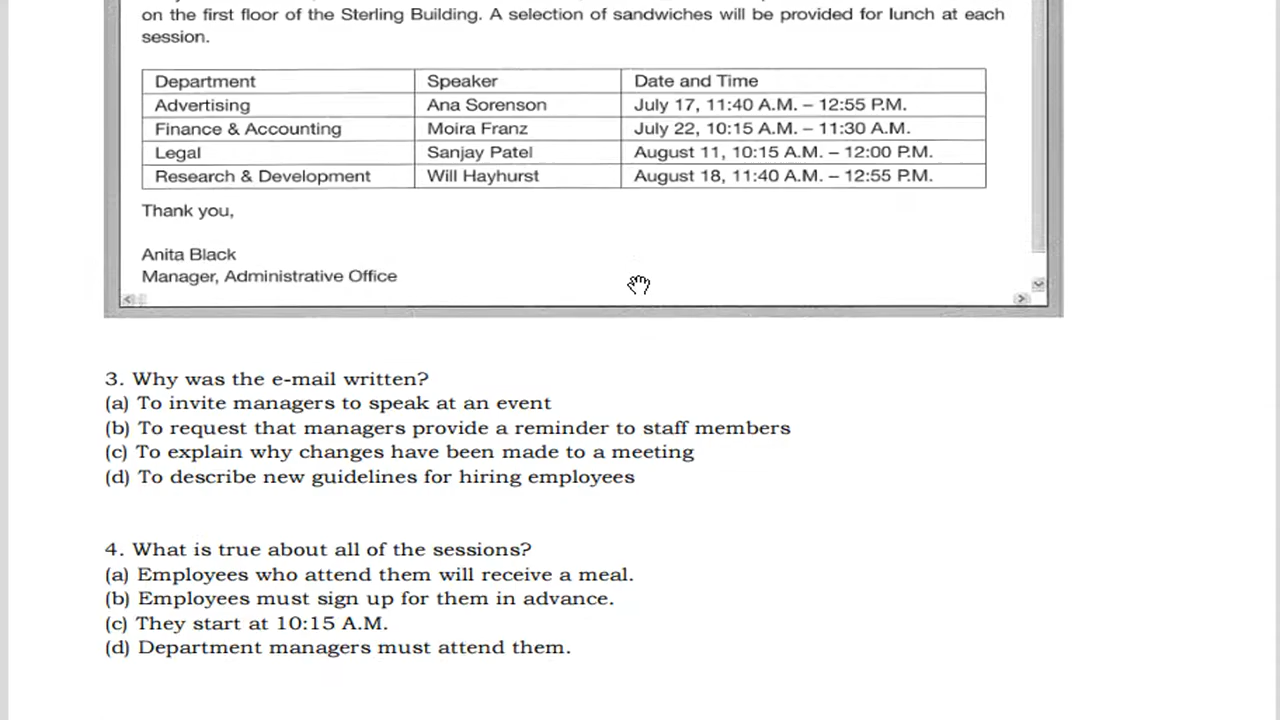 on the first floor of the Sterling Building. A selection of sandwiches will be provided for lunch at each
session.
Department Speaker Date and Time
Advertising Ana Sorenson July 17, 11:40 A.M. – 12:55 P.M.
Finance & Accounting Moira Franz July 22, 10:15 A.M. – 11:30 A.M.
Legal Sanjay Patel August 11, 10:15 A.M. – 12:00 P.M.
Research & Development Will Hayhurst August 18, 11:40 A.M. – 12:55 P.M.
Thank you,
Anita Black
Manager, Administrative Office
3. Why was the e-mail written?
(a) To invite managers to speak at an event
(b) To request that managers provide a reminder to staff members
(c) To explain why changes have been made to a meeting
(d) To describe new guidelines for hiring employees
4. What is true about all of the sessions?
(a) Employees who attend them will receive a meal.
(b) Employees must sign up for them in advance.
(c) They start at 10:15 A.M.
(d) Department managers must attend them.